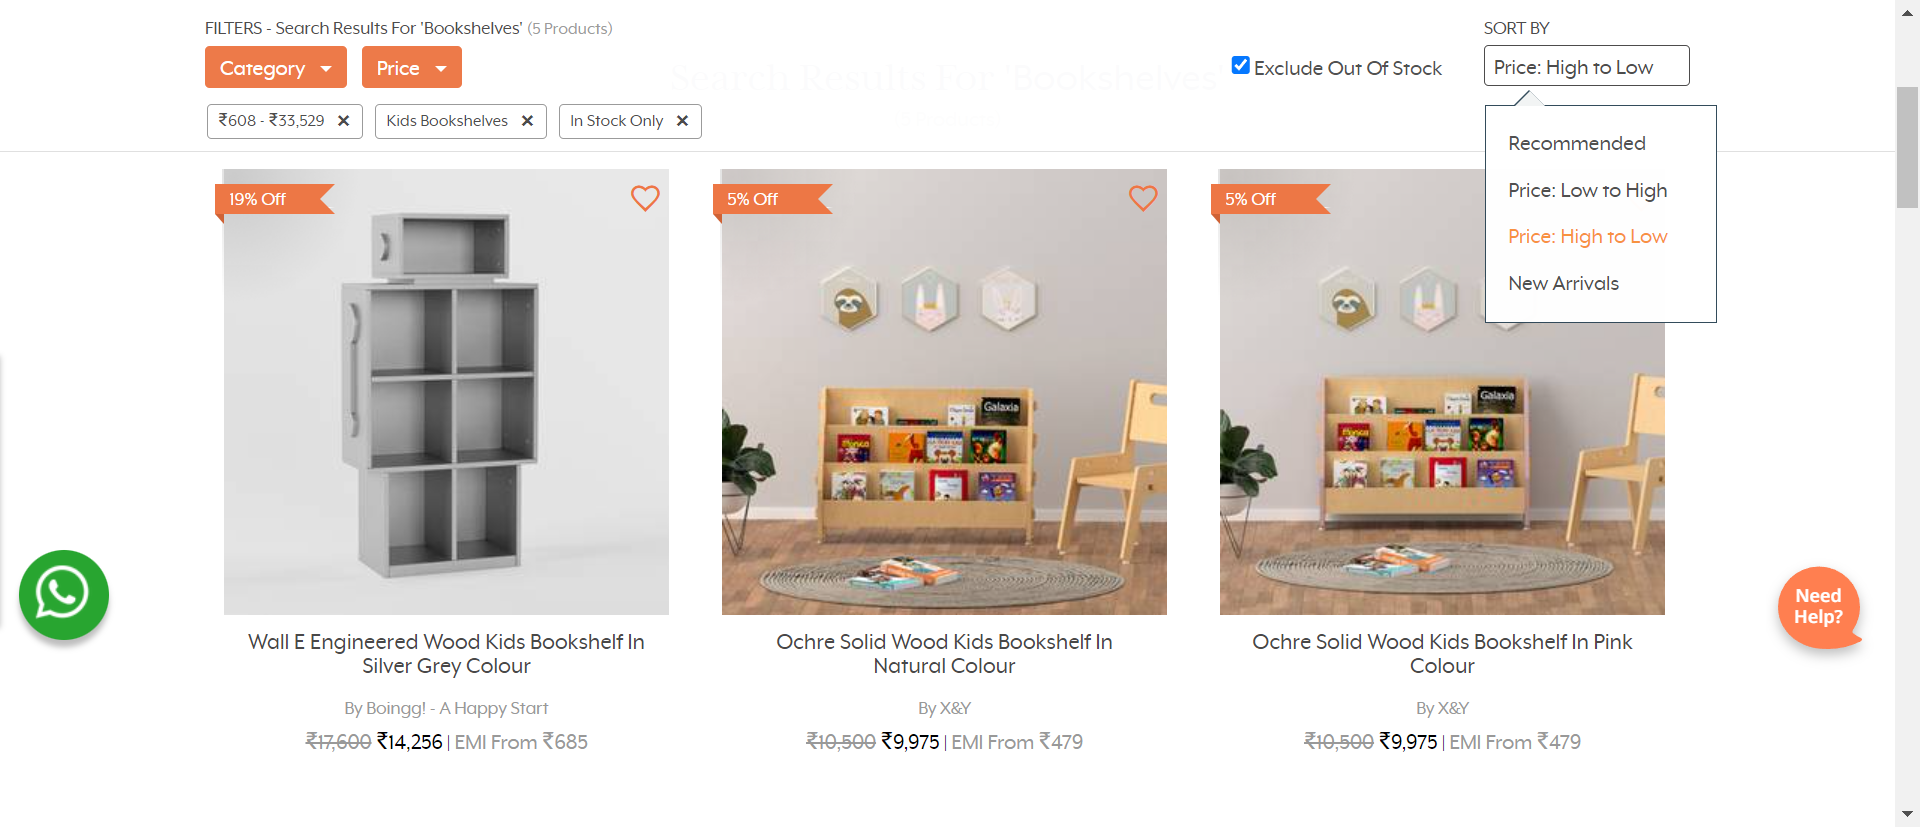 FILTERS - Search Results For 'Bookshelves' (5 Products)
SORT BY
Category
Price
Search Results For 'Bookshelves'
Exclude Out Of Stock
Price: High to Low
₹608 - ₹33,529 ✕
Kids Bookshelves ✕
In Stock Only ✕
Recommended
Price: Low to High
Price: High to Low
New Arrivals
19% Off
5% Off
5% Off
Galaxia
Galaxia
Need
Help?
Wall E Engineered Wood Kids Bookshelf In
Silver Grey Colour
By Boingg! - A Happy Start
₹17,600 ₹14,256 | EMI From ₹685
Ochre Solid Wood Kids Bookshelf In
Natural Colour
By X&Y
₹10,500 ₹9,975 | EMI From ₹479
Ochre Solid Wood Kids Bookshelf In Pink
Colour
By X&Y
₹10,500 ₹9,975 | EMI From ₹479